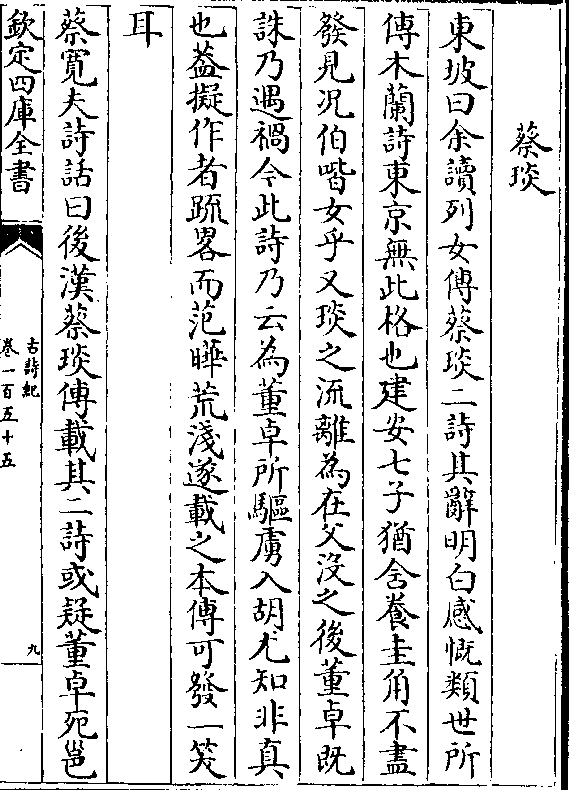 蔡琰
東坡曰余讀列女傳蔡琰二詩其辭明白感慨類世所
傳木蘭詩東京無此格也建安七子猶含養圭角不盡
發見况伯喈女乎又琰之流離為在父没之後董卓既
誅乃遇禍今此詩乃云為董卓所驅虜入胡尤知非真
也葢擬作者疏畧而范曄荒淺遂載之本傳可發一笑
耳
蔡寛夫詩話曰後漢蔡琰傳載其二詩或疑董卓死邕
欽定四庫全書
古詩紀
卷一百五十五
九